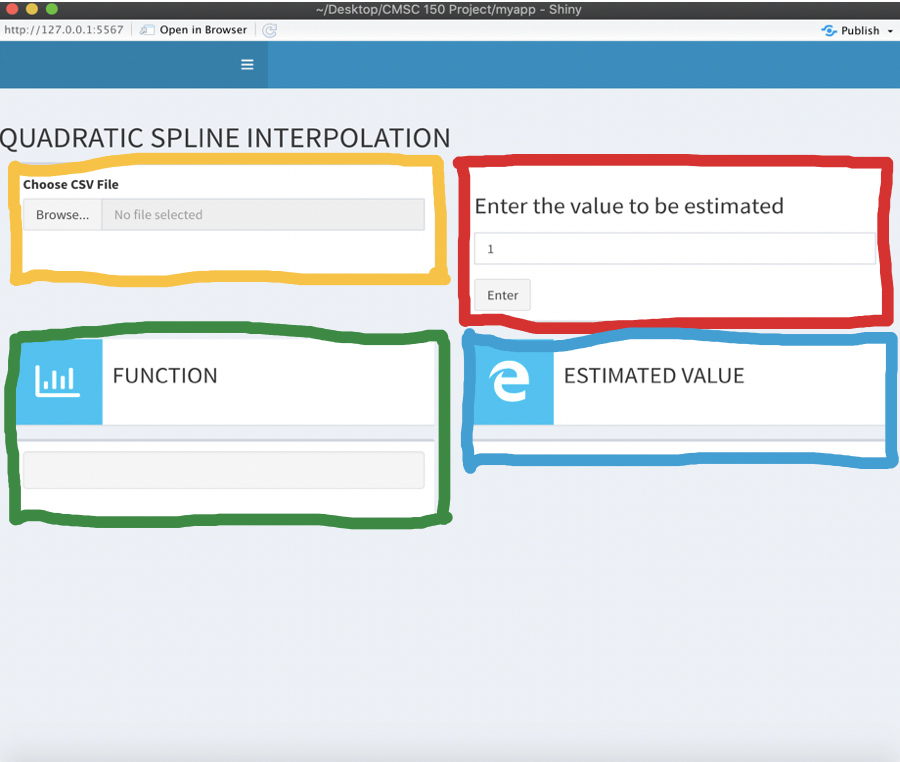 ~/Desktop/CMSC 150 Project/myapp - Shiny
http://127.0.0.1:5567 Open in Browser Publish
QUADRATIC SPLINE INTERPOLATION
Choose CSV File
Browse... No file selected
Enter the value to be estimated
1
Enter
FUNCTION
ESTIMATED VALUE